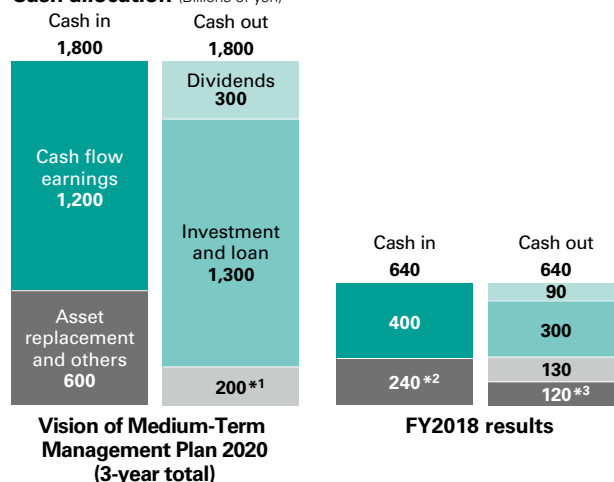 Cash allocation (Billions of yen)
Cash in
1,800
Cash flow
earnings
1,200
Asset
replacement
and others
600
Cash out
1,800
Dividends
300
Investment
and loan
1,300
200*1
Vision of Medium-Term
Management Plan 2020
(3-year total)
Cash in
640
400
240*2
Cash out
640
90
300
130
120*3
FY2018 results